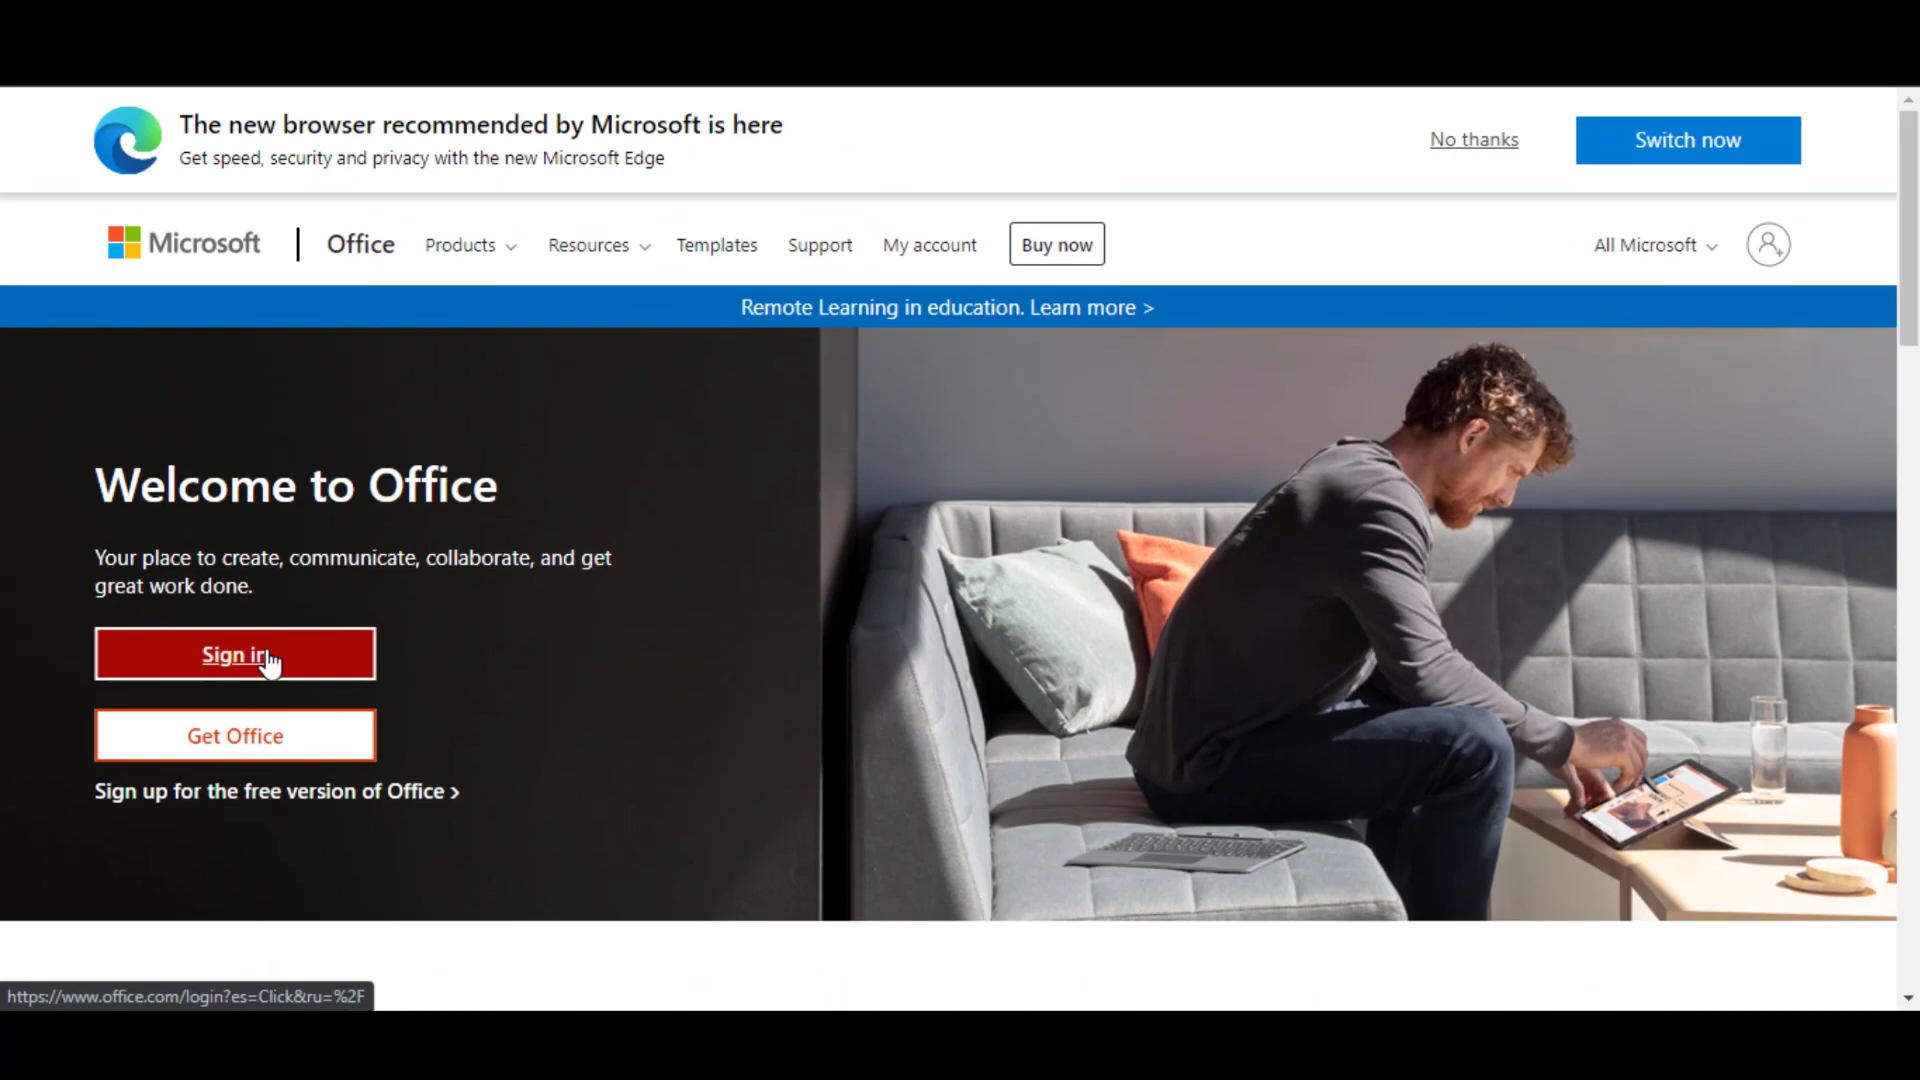 The new browser recommended by Microsoft is here
Get speed, security and privacy with the new Microsoft Edge
No thanks
Switch now
Microsoft
Office
Products
Resources
Templates
Support
My account
Buy now
All Microsoft
Remote Learning in education. Learn more >
Welcome to Office
Your place to create, communicate, collaborate, and get
great work done.
Sign in
Get Office
Sign up for the free version of Office >
https://www.office.com/login?es=Click&ru=%2F